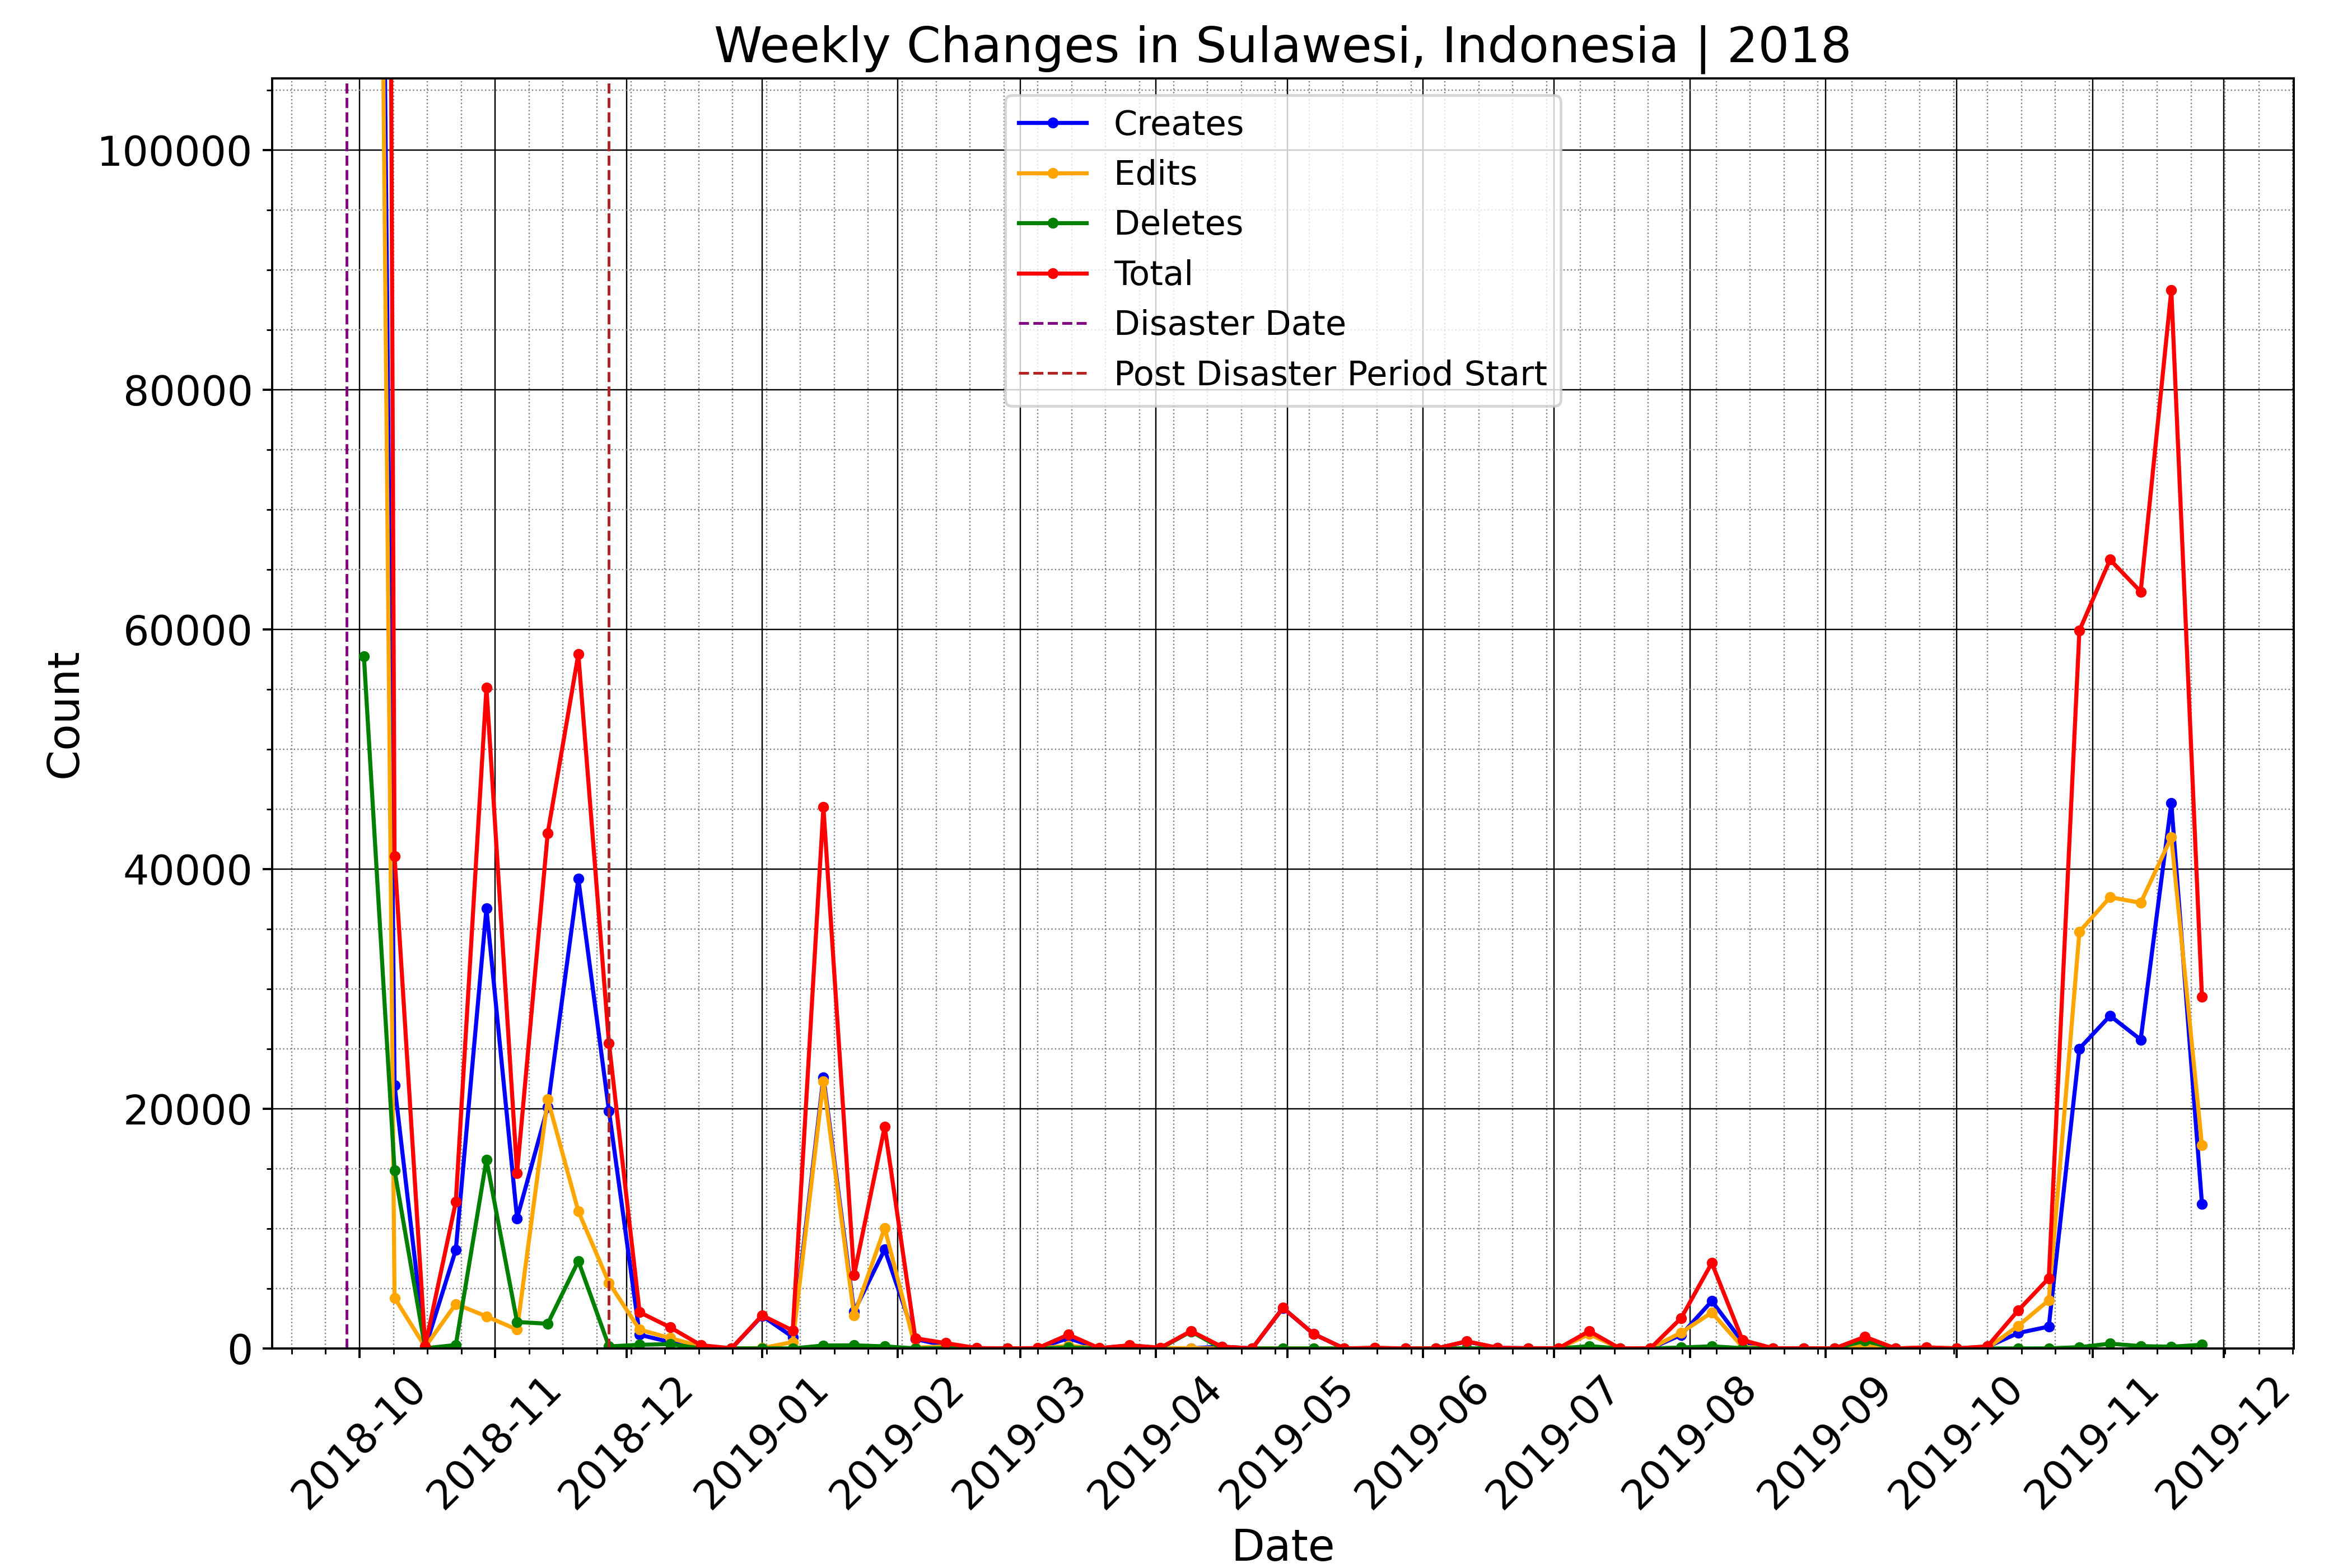 Weekly Changes in Sulawesi, Indonesia | 2018
Creates
Edits
Deletes
Total
Disaster Date
Post Disaster Period Start
Count
100000
80000
60000
40000
20000
0
2018-10
2018-11
2018-12
2019-01
2019-02
2019-03
2019-04
2019-05
2019-06
2019-07
2019-08
2019-09
2019-10
2019-11
2019-12
Date